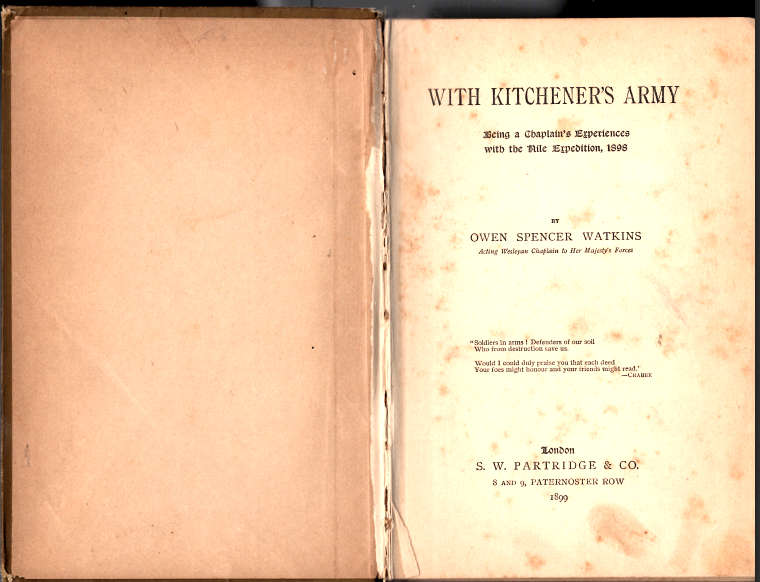 WITH KITCHENER'S ARMY
Being a Chaplain's Experiences
with the Nile Expedition, 1898
BY
OWEN SPENCER WATKINS
Acting Wesleyan Chaplain to Her Majesty's Forces
"Soldiers in arms! Defenders of our soil
Who from destruction save us.
Would I could duly praise you that each deed
Your foes might honour and your friends might read."
—CRABBE
London
S. W. PARTRIDGE & CO.
8 AND 9, PATERNOSTER ROW
1899